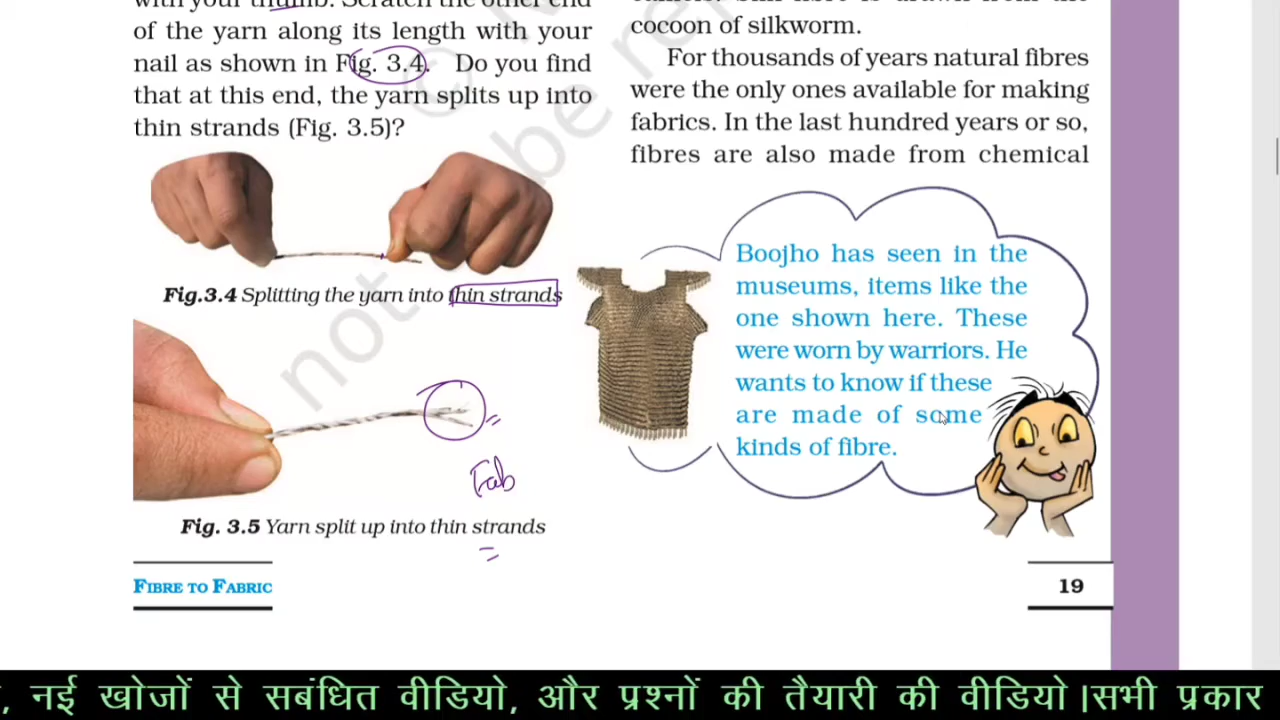 of the yarn along its length with your
nail as shown in Fig. 3.4. Do you find
that at this end, the yarn splits up into
thin strands (Fig. 3.5)?
Fig.3.4 Splitting the yarn into thin strands
Fab
Fig. 3.5 Yarn split up into thin strands
FIBRE TO FABRIC
cocoon of silkworm.
For thousands of years natural fibres
were the only ones available for making
fabrics. In the last hundred years or so,
fibres are also made from chemical
Boojho has seen in the
museums, items like the
one shown here. These
were worn by warriors. He
wants to know if these
are made of some
kinds of fibre.
19
not be re
, नई खोजों से सबंधित वीडियो, और प्रश्नों की तैयारी की वीडियो |सभी प्रकार